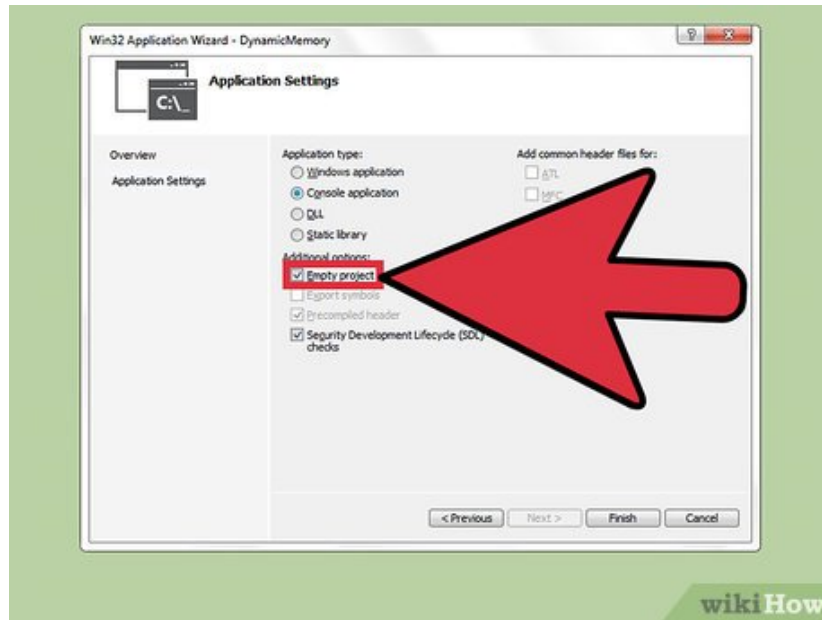 Win32 Application Wizard - DynamicMemory
Application Settings
C:\_
Overview
Application Settings
Application type:
Windows application
Console application
DLL
Static library
Additional options:
Empty project
Export symbols
Precompiled header
Security Development Lifecycle (SDL)
checks
Add common header files for:
ATL
MFC
< Previous
Next >
Finish
Cancel
wikiHow